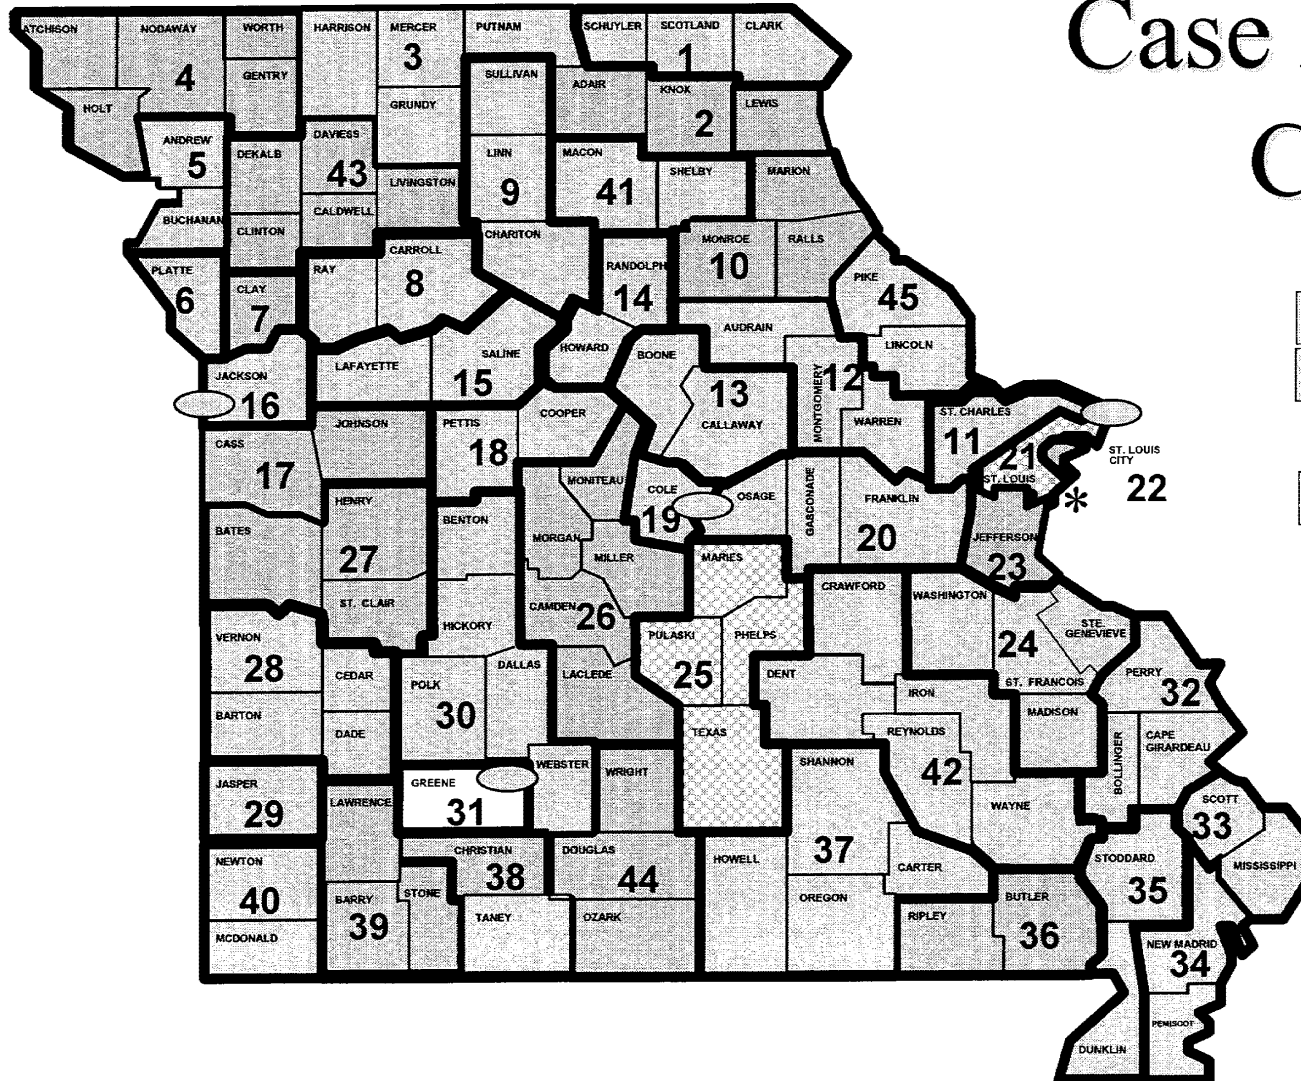 Case
C
ATCHISON
NODAWAY
WORTH
HARRISON
MERCER
PUTNAM
SCHUYLER
SCOTLAND
CLARK
3
1
4
GENTRY
SULLIVAN
ADAIR
KNOX
LEWIS
HOLT
GRUNDY
2
ANDREW
5
DAVIESS
43
DEKALB
LINN
9
MACON
41
SHELBY
MARION
LIVINGSTON
BUCHANAN
CLINTON
CALDWELL
CARROLL
8
CHARITON
MONROE
10
RALLS
PLATTE
6
CLAY
7
RAY
RANDOLPH
14
PIKE
45
AUDRAIN
LINCOLN
HOWARD
BOONE
SALINE
15
LAFAYETTE
JACKSON
16
13
CALLAWAY
MONTGOMERY
12
WARREN
ST. CHARLES
11
COOPER
JOHNSON
PETTIS
18
CASS
17
21
ST. LOUIS
ST. LOUIS
CITY
22
*
MONITEAU
COLE
19
OSAGE
GASCONADE
FRANKLIN
20
HENRY
27
BENTON
BATES
MORGAN
MILLER
JEFFERSON
23
MARIES
CRAWFORD
WASHINGTON
ST. CLAIR
CAMDEN
26
HICKORY
PULASKI
25
PHELPS
24
STE.
GENEVIEVE
VERNON
28
CEDAR
DALLAS
LACLEDE
DENT
ST. FRANCOIS
PERRY
32
POLK
30
IRON
BARTON
DADE
TEXAS
REYNOLDS
42
MADISON
BOLLINGER
CAPE
GIRARDEAU
WEBSTER
WRIGHT
SHANNON
JASPER
29
GREENE
31
LAWRENCE
WAYNE
SCOTT
33
NEWTON
40
CHRISTIAN
38
DOUGLAS
44
HOWELL
37
CARTER
STODDARD
35
MISSISSIPPI
BARRY
39
STONE
OREGON
BUTLER
36
TANEY
OZARK
RIPLEY
MCDONALD
NEW MADRID
34
PEMISCOT
DUNKLIN